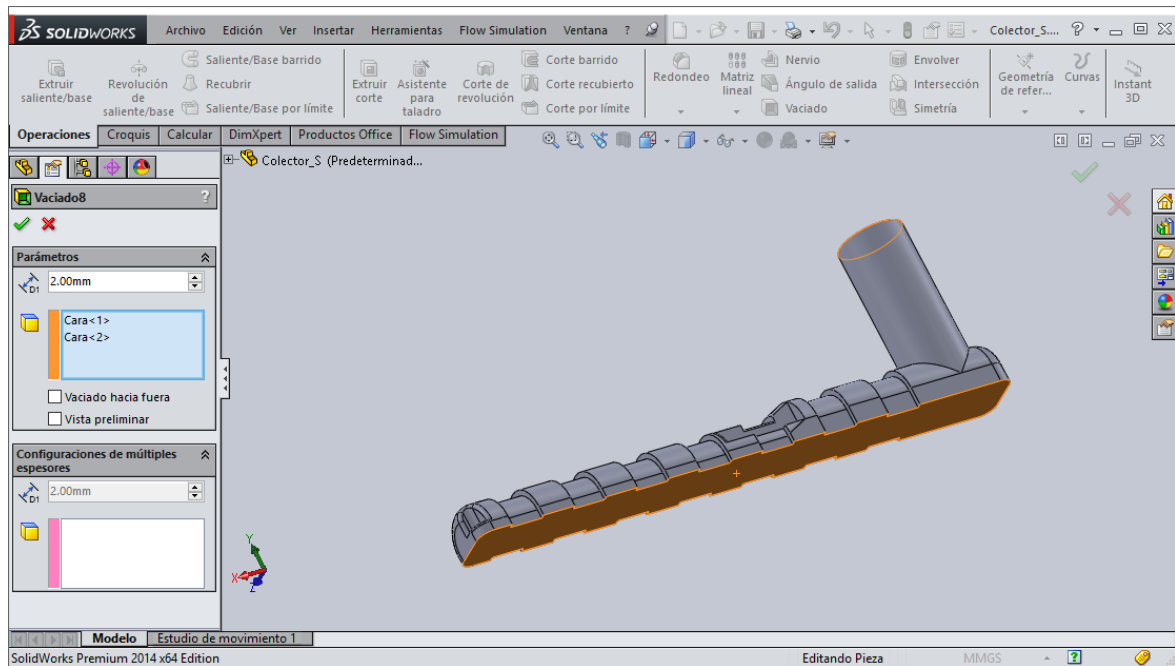 SOLIDWORKS Archivo Edición Ver Insertar Herramientas Flow Simulation Ventana ? Colector_S.... ?
Extruir saliente/base
Revolución de saliente/base
Saliente/Base barrido
Recubrir
Saliente/Base por límite
Extruir corte
Asistente para taladro
Corte de revolución
Corte barrido
Corte recubierto
Corte por límite
Redondeo
Matriz lineal
Nervio
Ángulo de salida
Vaciado
Envolver
Intersección
Simetría
Geometría de refer...
Curvas
Instant 3D
Operaciones Croquis Calcular DimXpert Productos Office Flow Simulation
Colector_S (Predeterminad...
Vaciado8 ?
Parámetros
D1 2.00mm
Cara<1>
Cara<2>
Vaciado hacia fuera
Vista preliminar
Configuraciones de múltiples
espesores
D1 2.00mm
Y
X
Z
Modelo Estudio de movimiento 1
SolidWorks Premium 2014 x64 Edition Editando Pieza MMGS ?